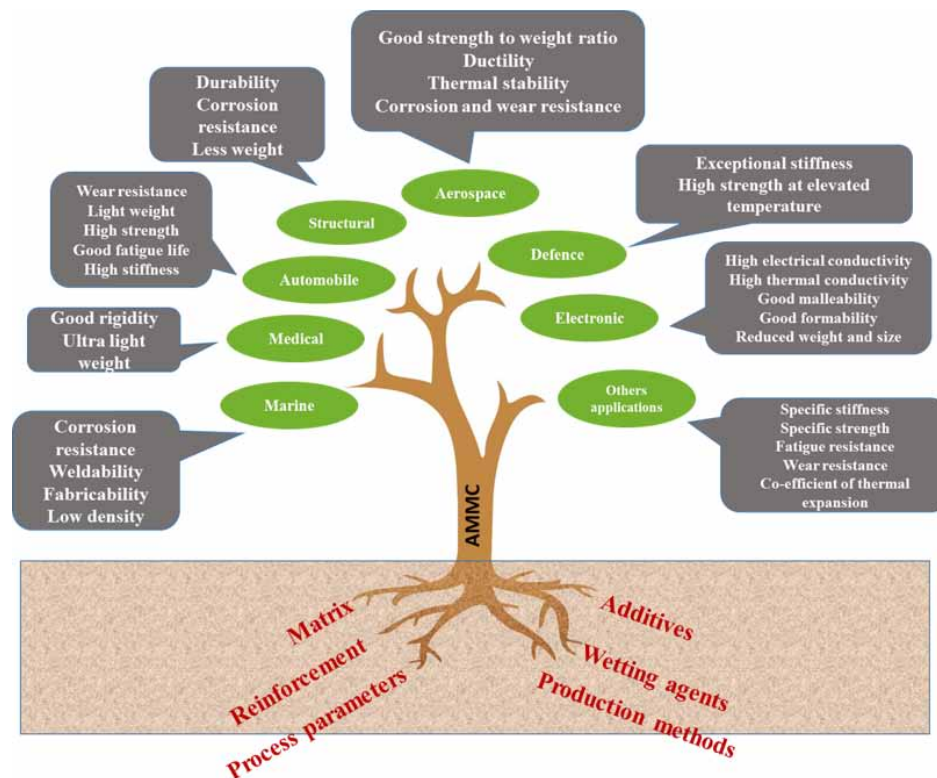 Good strength to weight ratio
Ductility
Thermal stability
Corrosion and wear resistance
Durability
Corrosion
resistance
Less weight
Exceptional stiffness
High strength at elevated
temperature
Wear resistance
Light weight
High strength
Good fatigue life
High stiffness
High electrical conductivity
High thermal conductivity
Good malleability
Good formability
Reduced weight and size
Good rigidity
Ultra light
weight
Corrosion
resistance
Weldability
Fabricability
Low density
Specific stiffness
Specific strength
Fatigue resistance
Wear resistance
Co-efficient of thermal
expansion
Aerospace
Structural
Defence
Automobile
Electronic
Medical
Marine
Others
applications
AMMC
Matrix
Reinforcement
Process parameters
Additives
Wetting agents
Production methods